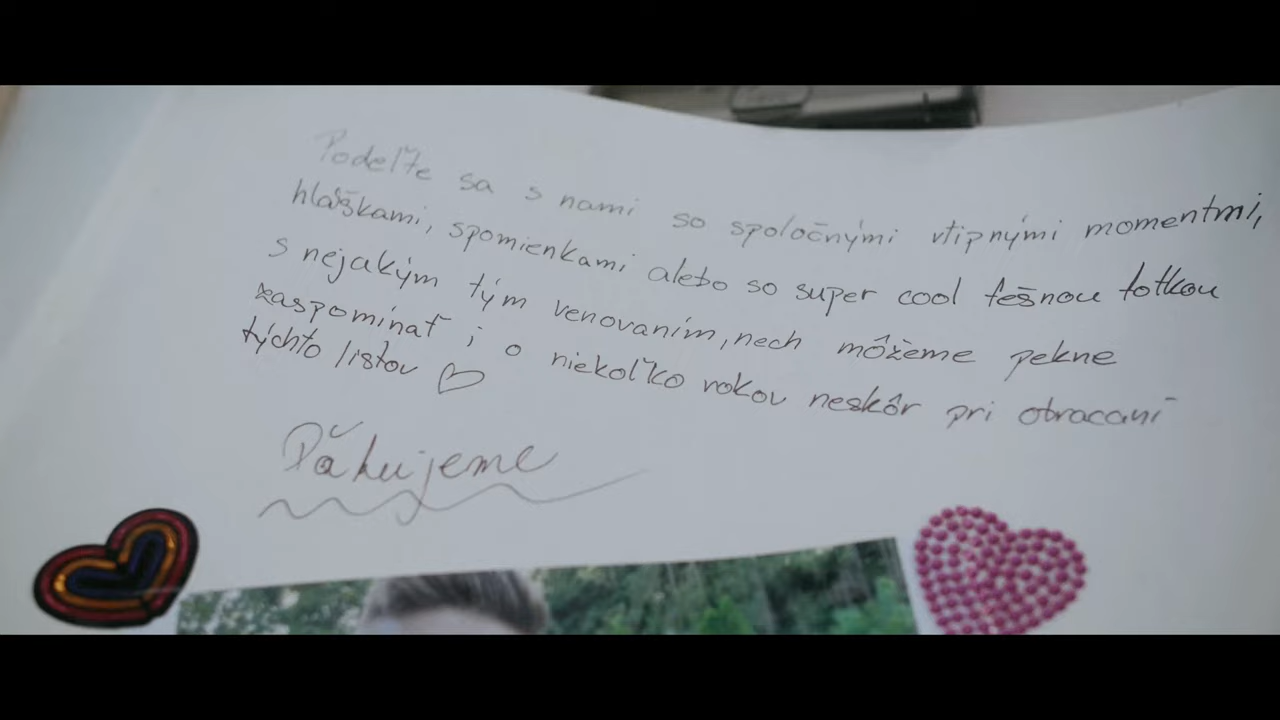 Podeľte sa s nami so spoločnými vtipnými momentmi,
hláškami, spomienkami alebo so super cool fešnou fotkou
s nejakým tým venovaním, nech môžeme pekne
zaspomínať i o niekoľko rokov neskôr pri obracaní
týchto listov ♡
Ďakujeme